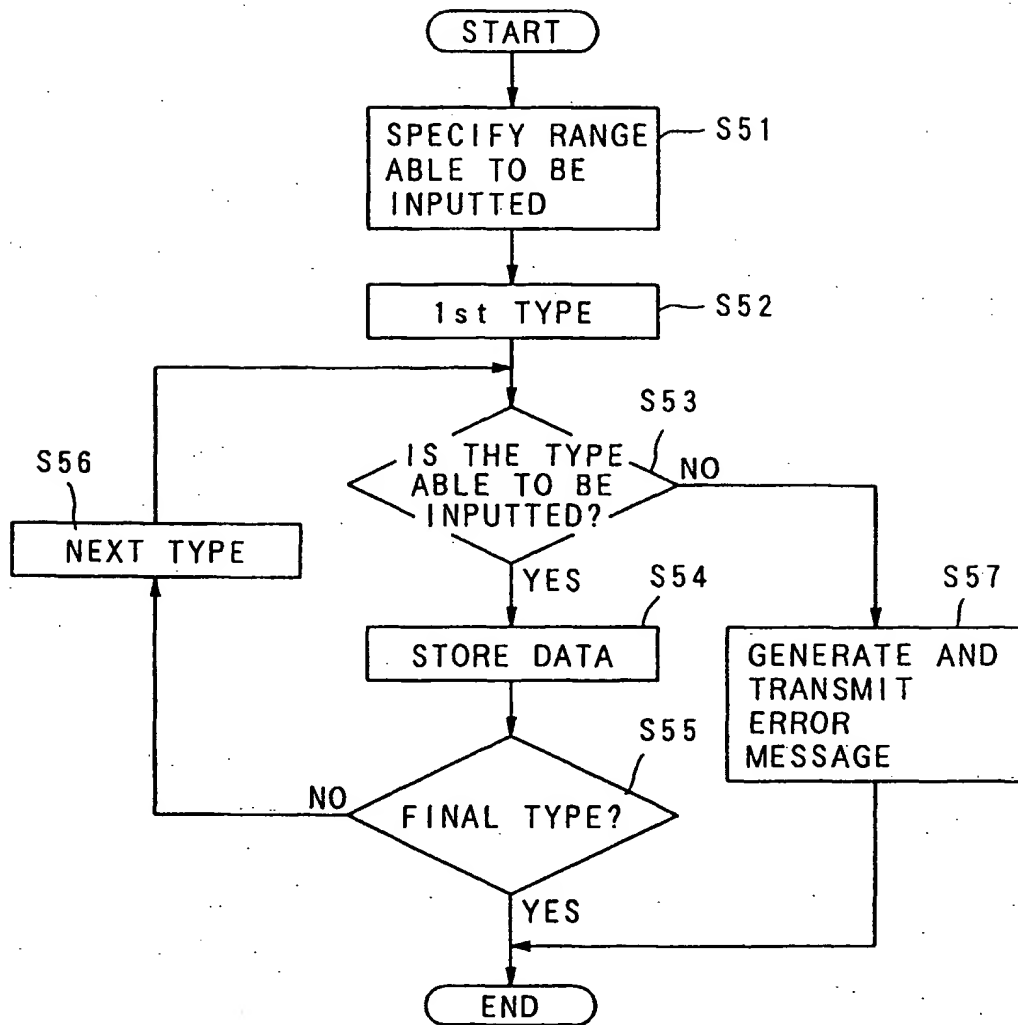 START
SPECIFY RANGE
ABLE TO BE
INPUTTED
S51
1st TYPE
S52
S53
IS THE TYPE
ABLE TO BE
INPUTTED?
NO
YES
S56
NEXT TYPE
S54
STORE DATA
S57
GENERATE AND
TRANSMIT
ERROR
MESSAGE
S55
FINAL TYPE?
NO
YES
END